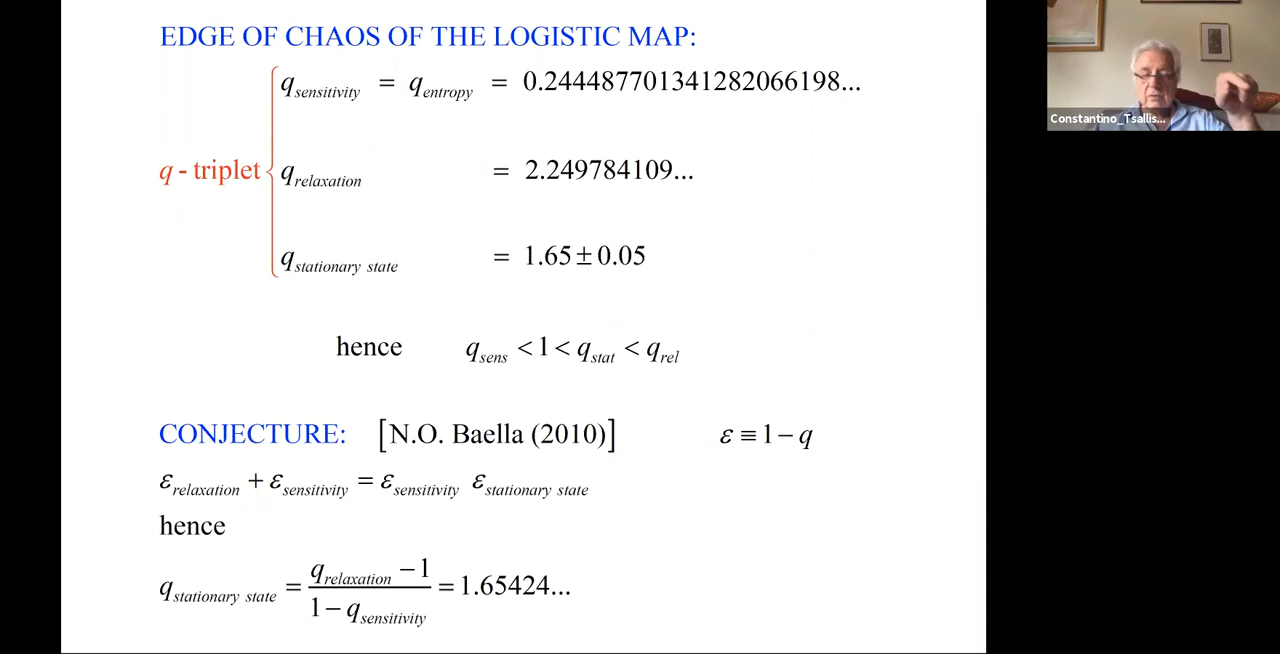 EDGE OF CHAOS OF THE LOGISTIC MAP:
q sensitivity = q entropy = 0.244487701341282066198...
q - triplet { q relaxation = 2.249784109...
q stationary state = 1.65 ± 0.05
hence q sens < 1 < q stat < q rel
CONJECTURE: [N.O. Baella (2010)] ε ≡ 1 − q
ε relaxation + ε sensitivity = ε sensitivity ε stationary state
hence
q stationary state = (q relaxation − 1) / (1 − q sensitivity) = 1.65424...
Constantino_Tsallis...